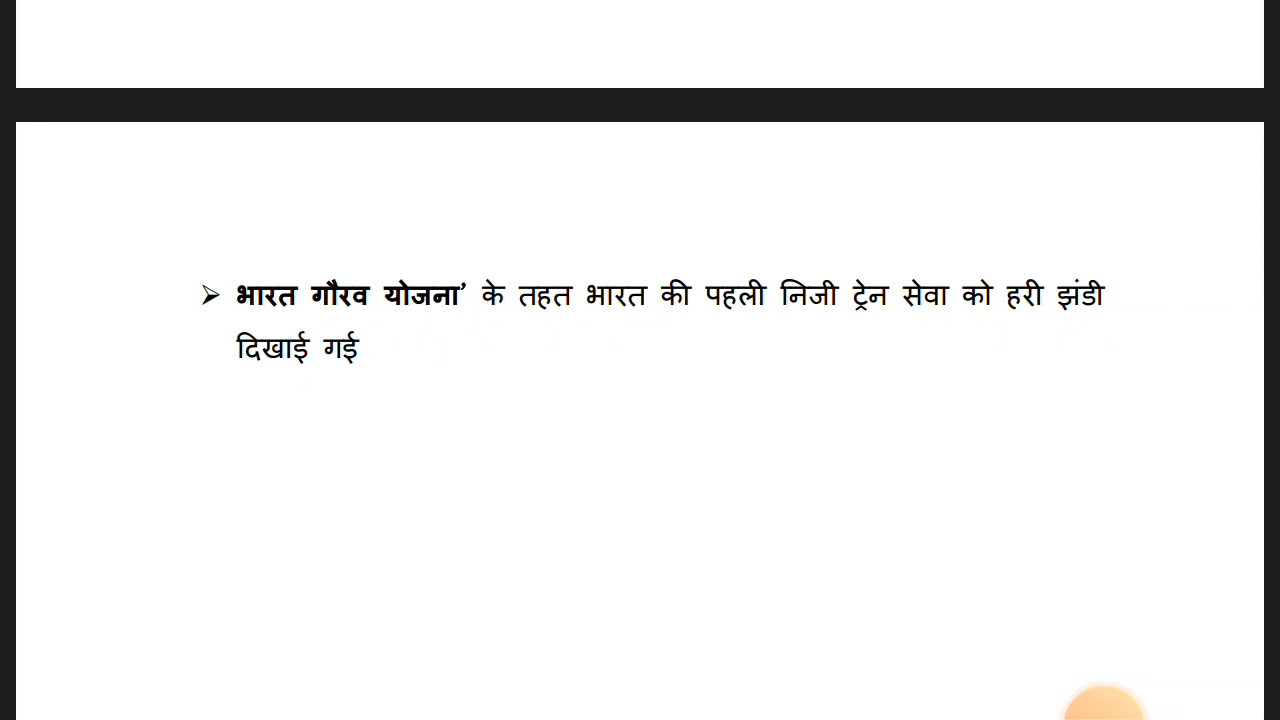 ➢ भारत गौरव योजना’ के तहत भारत की पहली निजी ट्रेन सेवा को हरी झंडी
दिखाई गई